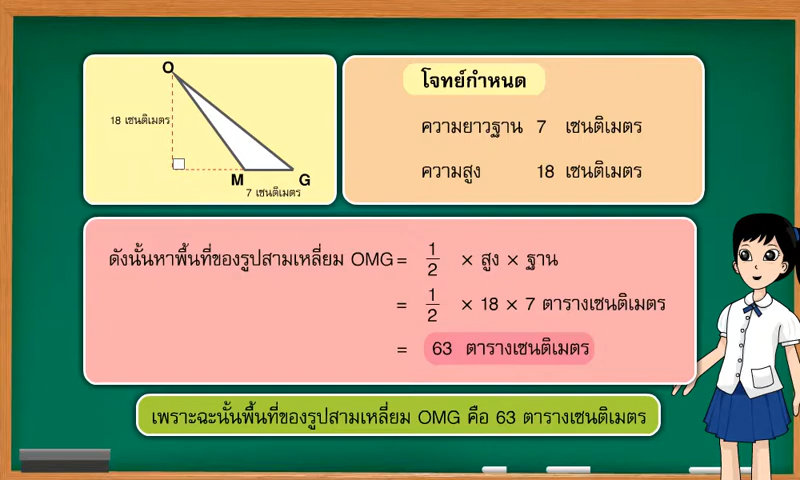 O
18 เซนติเมตร
M
G
7 เซนติเมตร
โจทย์กำหนด
ความยาวฐาน 7 เซนติเมตร
ความสูง 18 เซนติเมตร
ดังนั้นหาพื้นที่ของรูปสามเหลี่ยม OMG = 1/2 × สูง × ฐาน
= 1/2 × 18 × 7 ตารางเซนติเมตร
= 63 ตารางเซนติเมตร
เพราะฉะนั้นพื้นที่ของรูปสามเหลี่ยม OMG คือ 63 ตารางเซนติเมตร